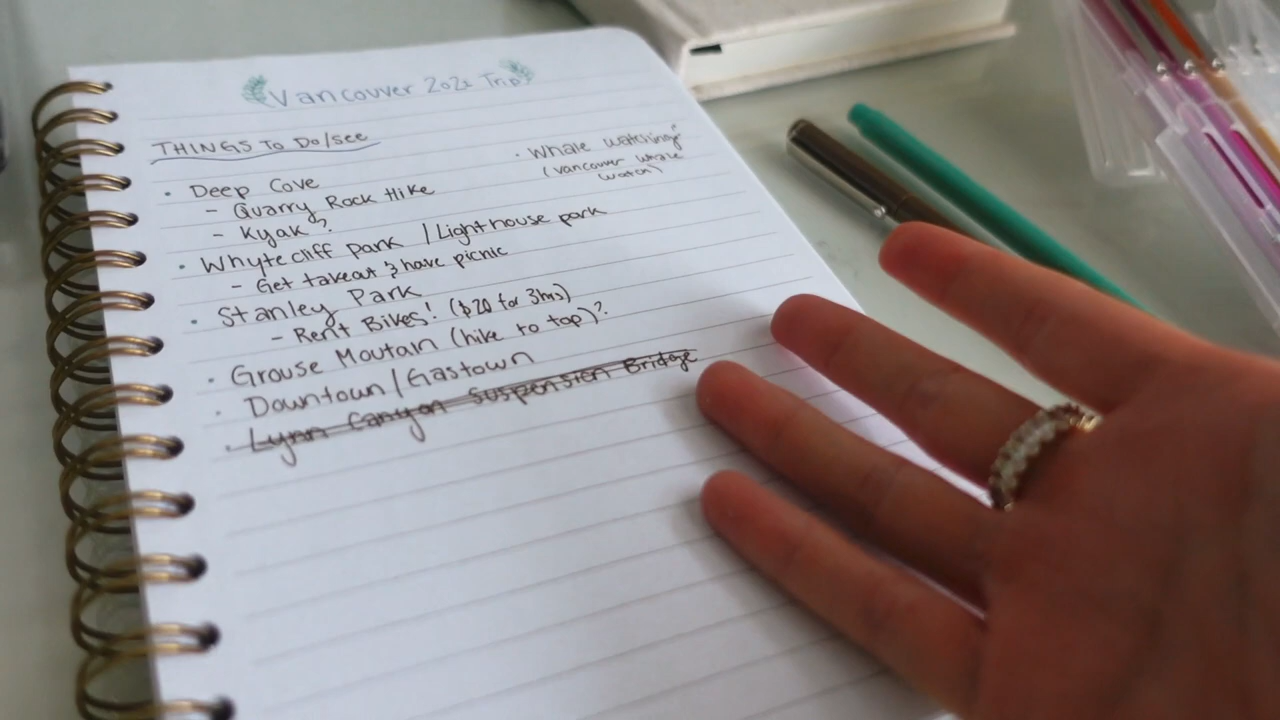 Vancouver 2021 Trip
THINGS TO DO/SEE
• Whale watching?
(Vancouver whale
watch)
• Deep Cove
- Quarry Rock Hike
- Kyak?
• Whytecliff park / Lighthouse park
- Get takeout & have picnic
• Stanley Park
- Rent Bikes! ($20 for 3hrs)
• Grouse Moutain (hike to top)?
• Downtown/Gastown
• Lynn Canyon Suspension Bridge